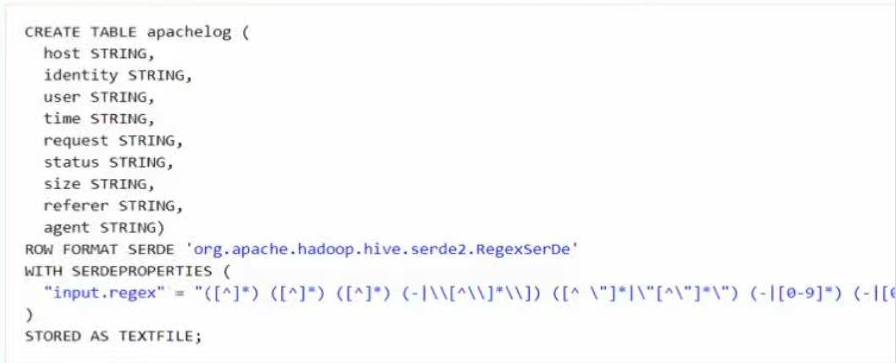 CREATE TABLE apachelog (
host STRING,
identity STRING,
user STRING,
time STRING,
request STRING,
status STRING,
size STRING,
referer STRING,
agent STRING)
ROW FORMAT SERDE 'org.apache.hadoop.hive.serde2.RegexSerDe'
WITH SERDEPROPERTIES (
"input.regex" = "([^]*) ([^]*) ([^]*) (-|\\[^\\]*\\]) ([^ \"]*|\"[^\"]*\") (-|[0-9]*) (-|[
)
STORED AS TEXTFILE;